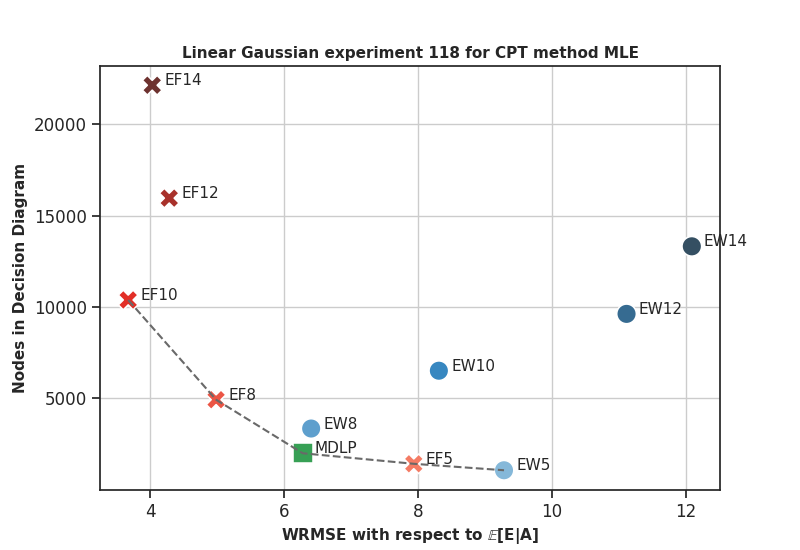 Linear Gaussian experiment 118 for CPT method MLE
Nodes in Decision Diagram
20000
15000
10000
5000
EF14
EF12
EF10
EF8
EW8
MDLP
EF5
EW5
EW10
EW12
EW14
4
6
8
10
12
WRMSE with respect to 𝔼[E|A]